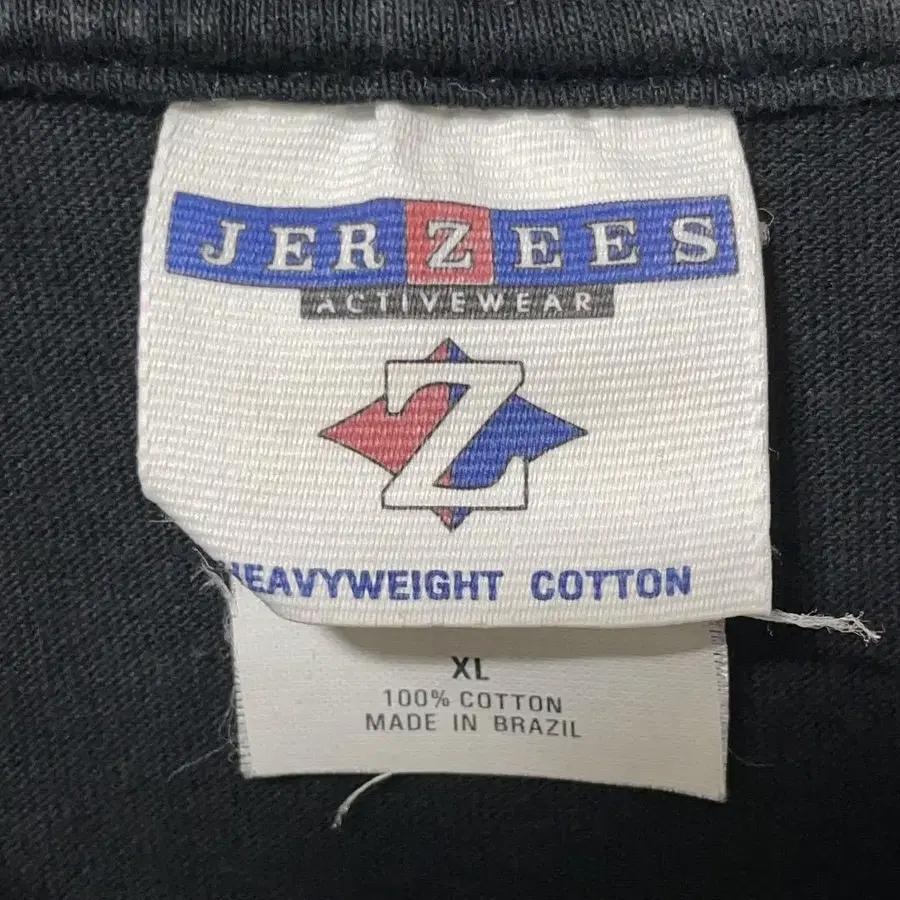 JERZEES
ACTIVEWEAR
Z
HEAVYWEIGHT COTTON
XL
100% COTTON
MADE IN BRAZIL